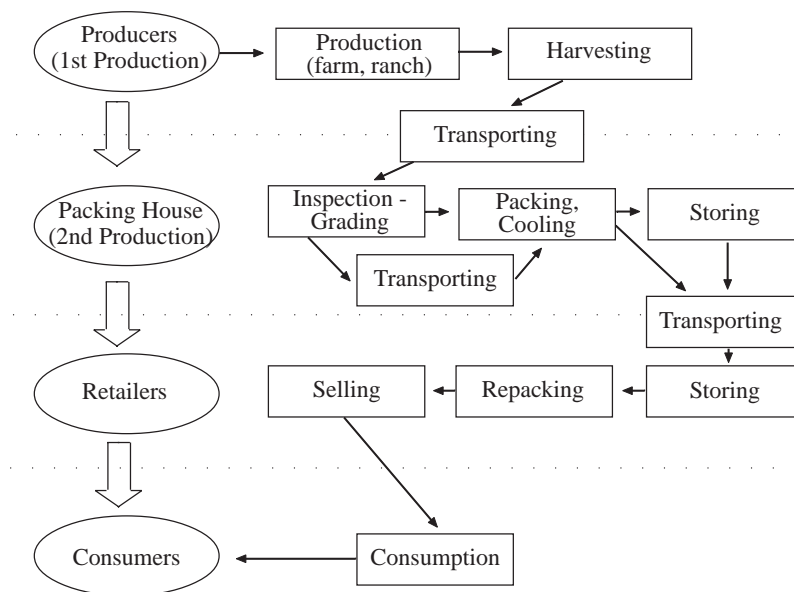 Producers
(1st Production)
Production
(farm, ranch)
Harvesting
Transporting
Packing House
(2nd Production)
Inspection -
Grading
Packing,
Cooling
Storing
Transporting
Transporting
Retailers
Selling
Repacking
Storing
Consumers
Consumption